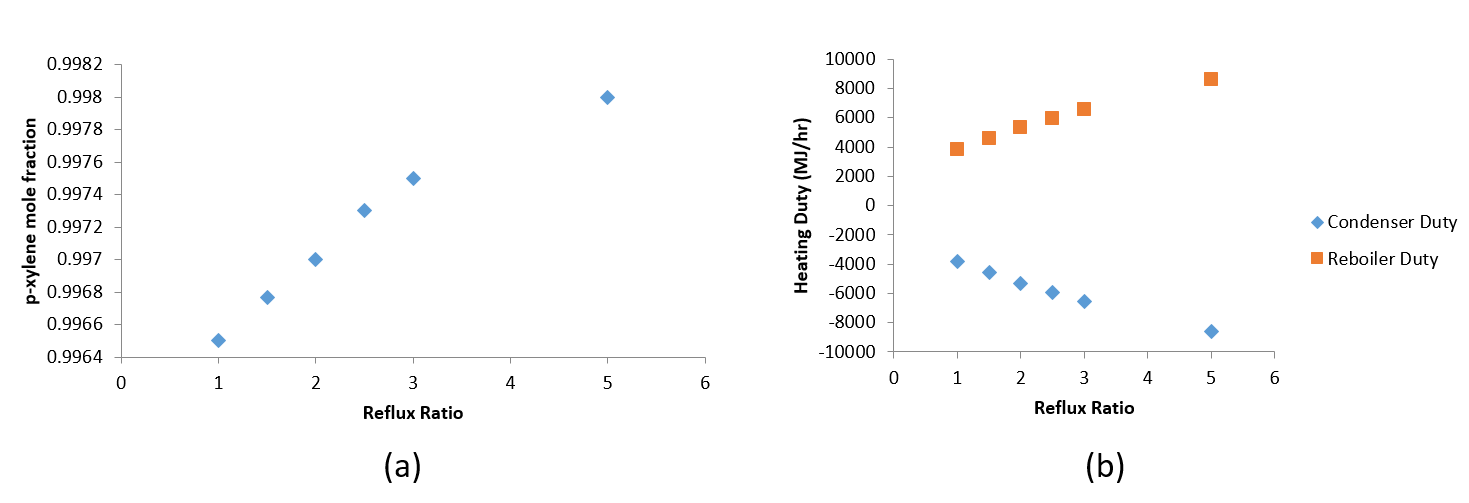 0.9982
0.998
0.9978
0.9976
0.9974
0.9972
0.997
0.9968
0.9966
0.9964
p-xylene mole fraction
0 1 2 3 4 5 6
Reflux Ratio
(a)
10000
8000
6000
4000
2000
0
-2000
-4000
-6000
-8000
-10000
Heating Duty (MJ/hr)
0 1 2 3 4 5 6
Reflux Ratio
Condenser Duty
Reboiler Duty
(b)